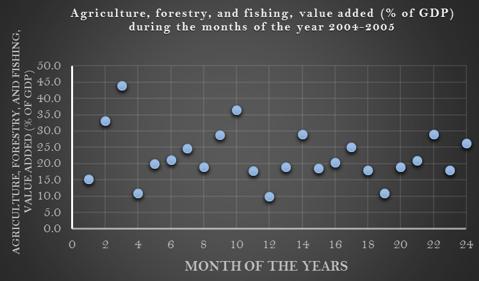 Agriculture, forestry, and fishing, value added (% of GDP)
during the months of the year 2004-2005
AGRICULTURE, FORESTRY, AND FISHING,
VALUE ADDED (% OF GDP)
50.0
45.0
40.0
35.0
30.0
25.0
20.0
15.0
10.0
5.0
0.0
0 2 4 6 8 10 12 14 16 18 20 22 24
MONTH OF THE YEARS